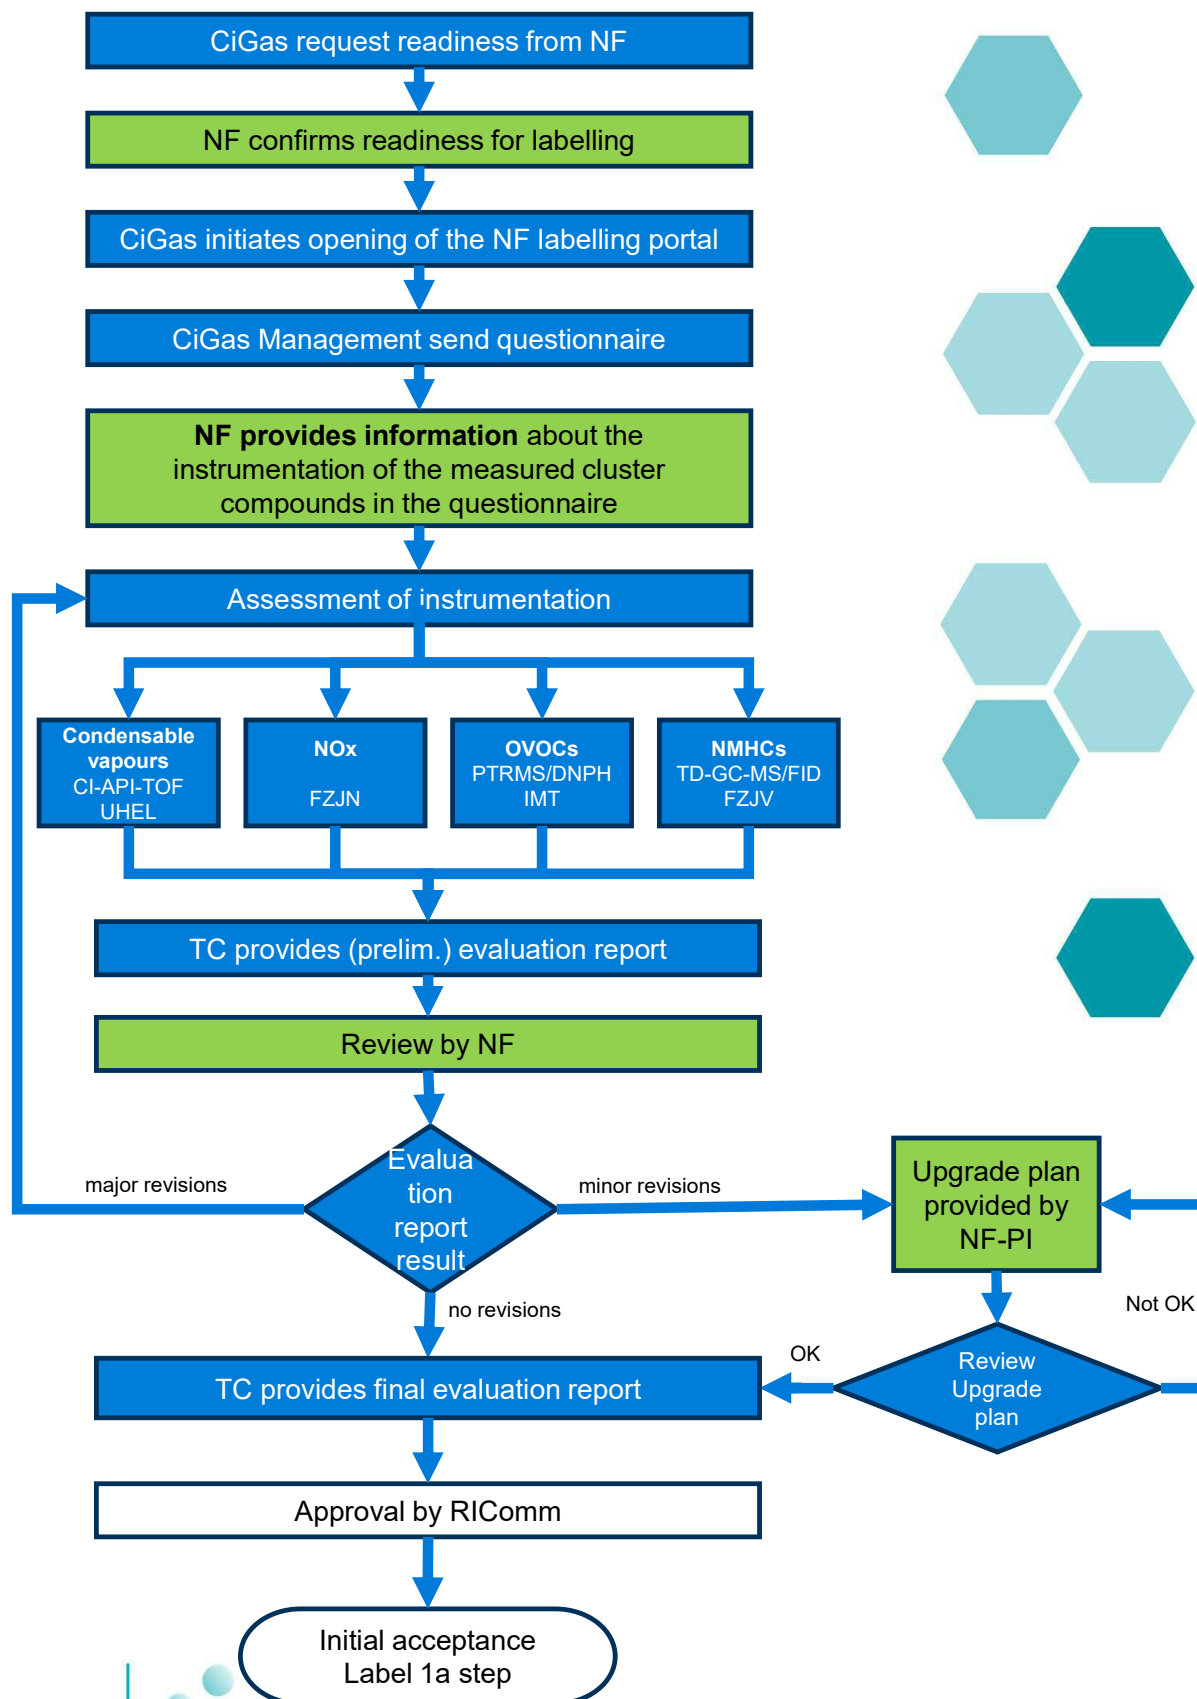 CiGas request readiness from NF
NF confirms readiness for labelling
CiGas initiates opening of the NF labelling portal
CiGas Management send questionnaire
NF provides information about the
instrumentation of the measured cluster
compounds in the questionnaire
Assessment of instrumentation
Condensable
vapours
CI-API-TOF
UHEL
NOx
FZJN
OVOCs
PTRMS/DNPH
IMT
NMHCs
TD-GC-MS/FID
FZJV
TC provides (prelim.) evaluation report
Review by NF
Evalua
tion
report
result
major revisions
minor revisions
Upgrade plan
provided by
NF-PI
no revisions
Not OK
OK
Review
Upgrade
plan
TC provides final evaluation report
Approval by RIComm
Initial acceptance
Label 1a step